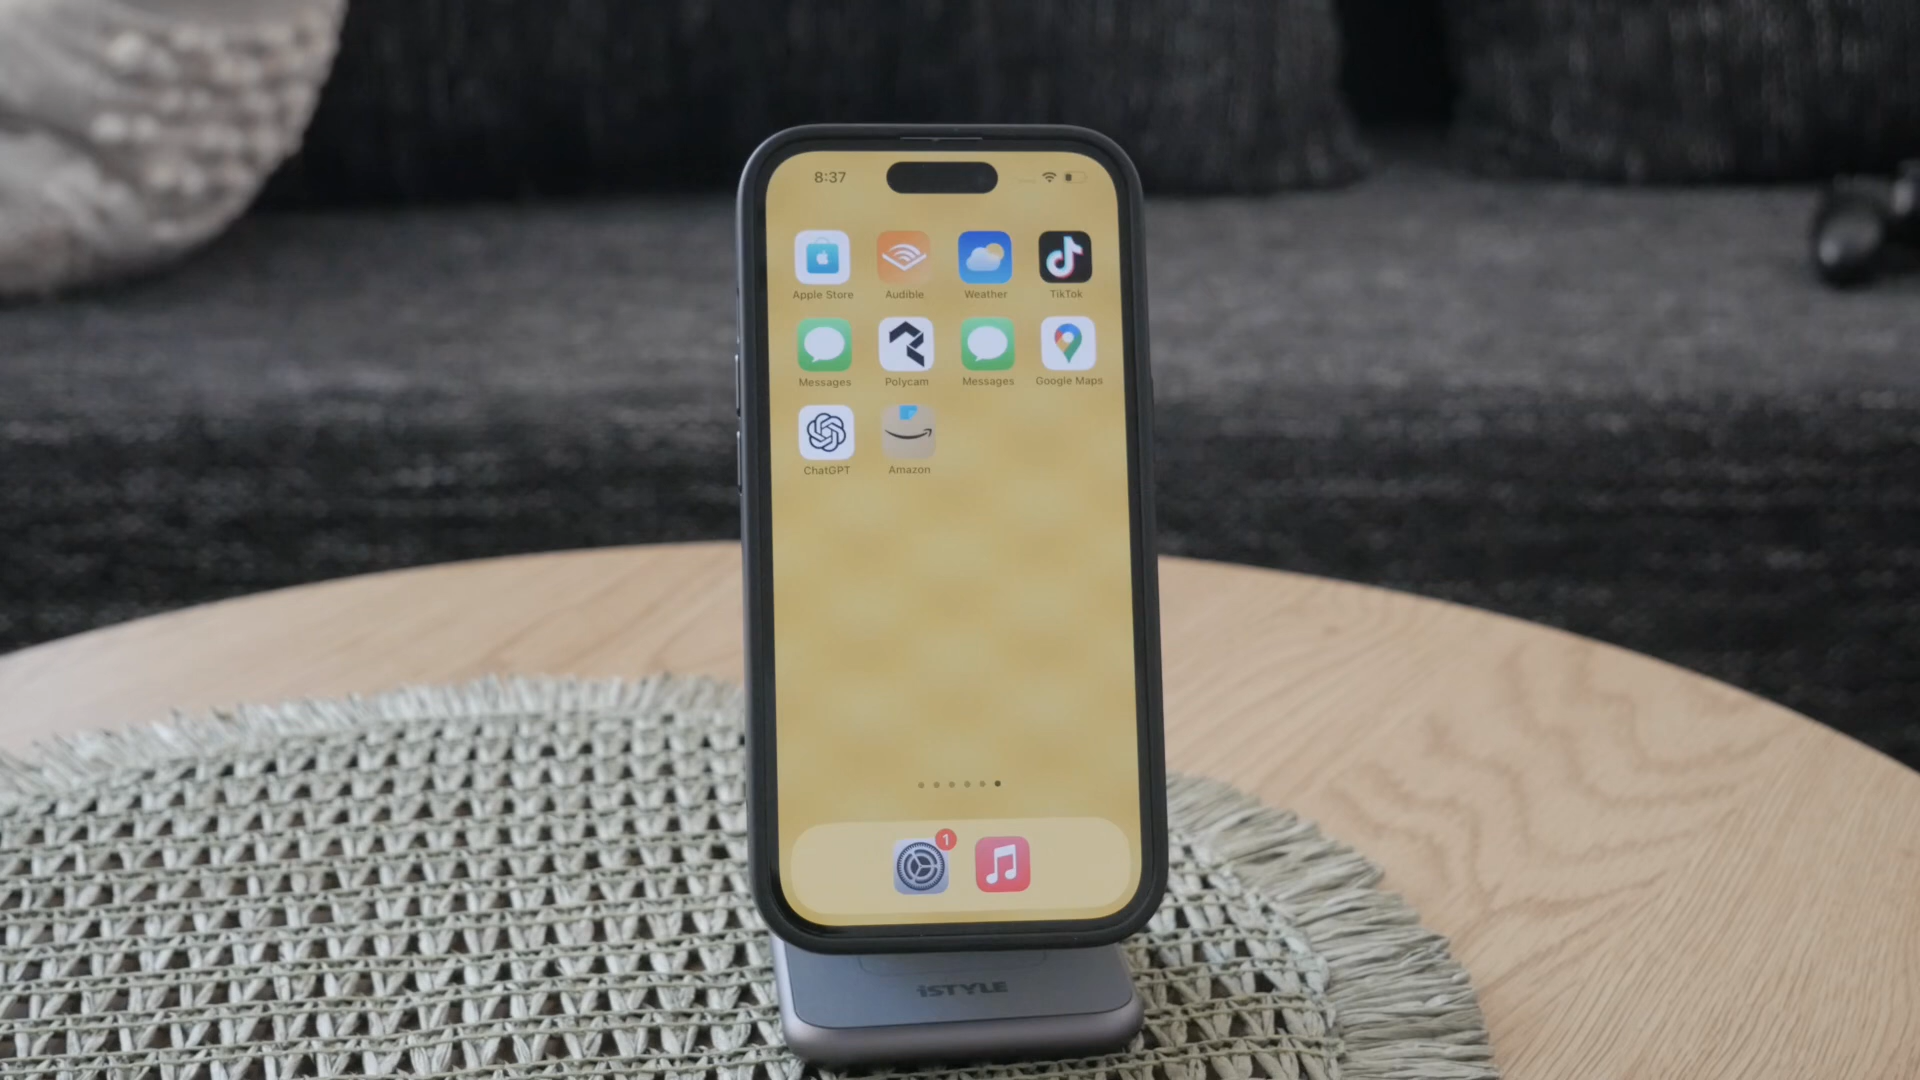 8:37
Apple Store Audible Weather TikTok
Messages Polycam Messages Google Maps
ChatGPT Amazon
1
iSTYLE